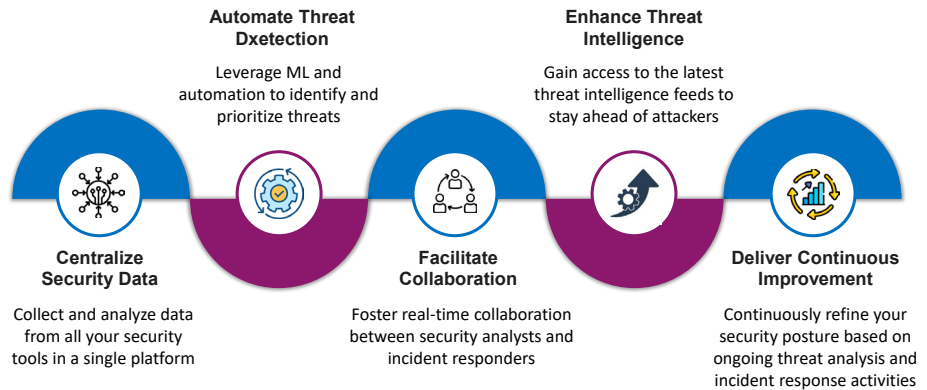 Automate Threat
Dxetection
Leverage ML and
automation to identify and
prioritize threats
Enhance Threat
Intelligence
Gain access to the latest
threat intelligence feeds to
stay ahead of attackers
Centralize
Security Data
Collect and analyze data
from all your security
tools in a single platform
Facilitate
Collaboration
Foster real-time collaboration
between security analysts and
incident responders
Deliver Continuous
Improvement
Continuously refine your
security posture based on
ongoing threat analysis and
incident response activities